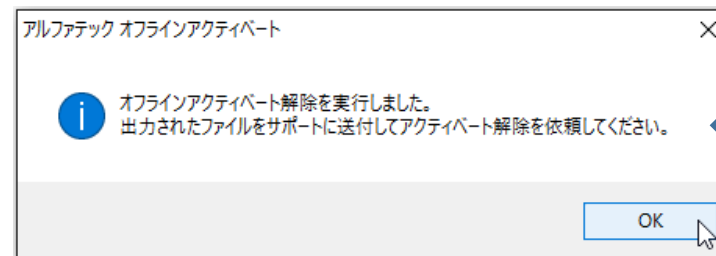 アルファテック オフラインアクティベート
オフラインアクティベート解除を実行しました。
出力されたファイルをサポートに送付してアクティベート解除を依頼してください。
OK